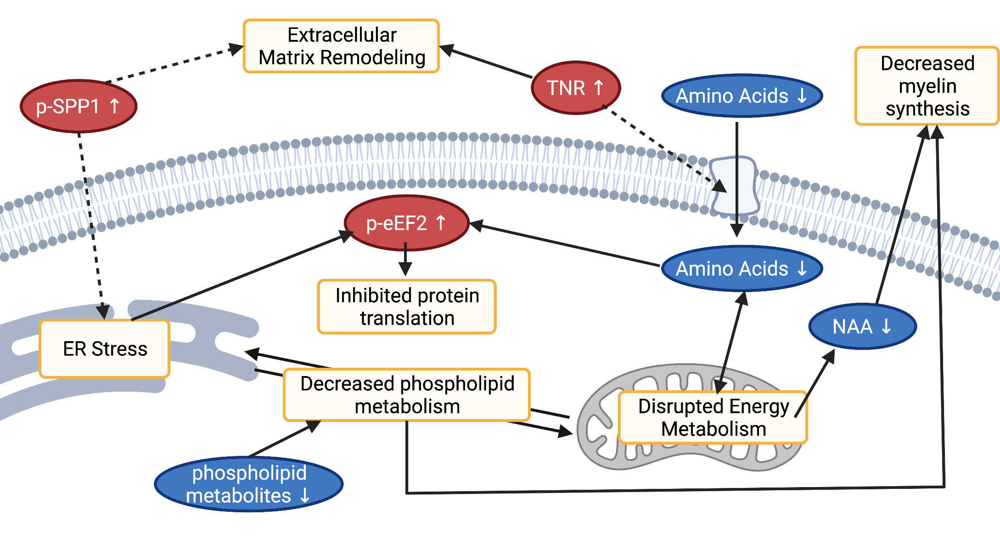 Extracellular
Matrix Remodeling
p-SPP1 ↑
TNR ↑
Amino Acids ↓
Decreased
myelin
synthesis
p-eEF2 ↑
Inhibited protein
translation
Amino Acids ↓
NAA ↓
ER Stress
Decreased phospholipid
metabolism
Disrupted Energy
Metabolism
phospholipid
metabolites ↓